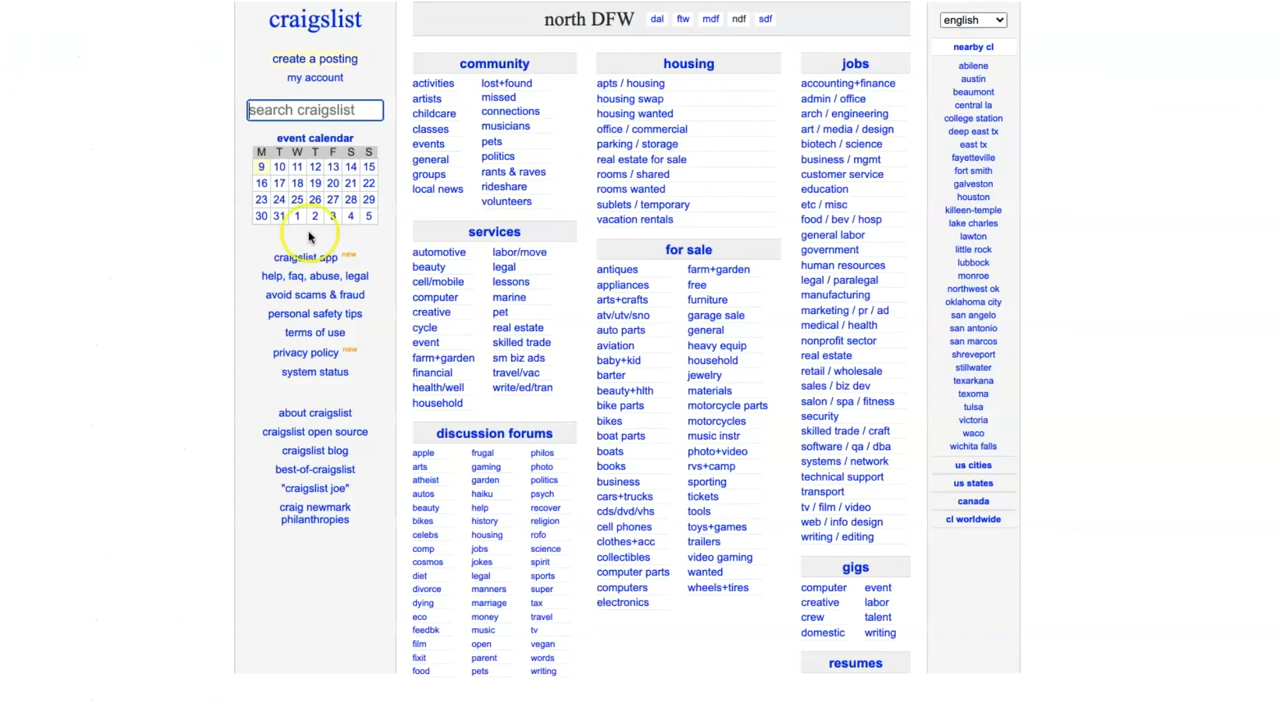 craigslist
create a posting
my account
search craigslist
event calendar
M T W T F S S
9 10 11 12 13 14 15
16 17 18 19 20 21 22
23 24 25 26 27 28 29
30 31 1 2 3 4 5
craigslist app new
help, faq, abuse, legal
avoid scams & fraud
personal safety tips
terms of use
privacy policy new
system status
about craigslist
craigslist open source
craigslist blog
best-of-craigslist
"craigslist joe"
craig newmark
philanthropies
north DFW dal ftw mdf ndf sdf
community
activities
artists
childcare
classes
events
general
groups
local news
lost+found
missed
connections
musicians
pets
politics
rants & raves
rideshare
volunteers
services
automotive
beauty
cell/mobile
computer
creative
cycle
event
farm+garden
financial
health/well
household
labor/move
legal
lessons
marine
pet
real estate
skilled trade
sm biz ads
travel/vac
write/ed/tran
discussion forums
apple
arts
atheist
autos
beauty
bikes
celebs
comp
cosmos
diet
divorce
dying
eco
feedbk
film
fixit
food
frugal
gaming
garden
haiku
help
history
housing
jobs
jokes
legal
manners
marriage
money
music
open
parent
pets
philos
photo
politics
psych
recover
religion
rofo
science
spirit
sports
super
tax
travel
tv
vegan
words
writing
housing
apts / housing
housing swap
housing wanted
office / commercial
parking / storage
real estate for sale
rooms / shared
rooms wanted
sublets / temporary
vacation rentals
for sale
antiques
appliances
arts+crafts
atv/utv/sno
auto parts
aviation
baby+kid
barter
beauty+hlth
bike parts
bikes
boat parts
boats
books
business
cars+trucks
cds/dvd/vhs
cell phones
clothes+acc
collectibles
computer parts
computers
electronics
farm+garden
free
furniture
garage sale
general
heavy equip
household
jewelry
materials
motorcycle parts
motorcycles
music instr
photo+video
rvs+camp
sporting
tickets
tools
toys+games
trailers
video gaming
wanted
wheels+tires
jobs
accounting+finance
admin / office
arch / engineering
art / media / design
biotech / science
business / mgmt
customer service
education
etc / misc
food / bev / hosp
general labor
government
human resources
legal / paralegal
manufacturing
marketing / pr / ad
medical / health
nonprofit sector
real estate
retail / wholesale
sales / biz dev
salon / spa / fitness
security
skilled trade / craft
software / qa / dba
systems / network
technical support
transport
tv / film / video
web / info design
writing / editing
gigs
computer
creative
crew
domestic
event
labor
talent
writing
resumes
english
nearby cl
abilene
austin
beaumont
central la
college station
deep east tx
east tx
fayetteville
fort smith
galveston
houston
killeen-temple
lake charles
lawton
little rock
lubbock
monroe
northwest ok
oklahoma city
san angelo
san antonio
san marcos
shreveport
stillwater
texarkana
texoma
tulsa
victoria
waco
wichita falls
us cities
us states
canada
cl worldwide